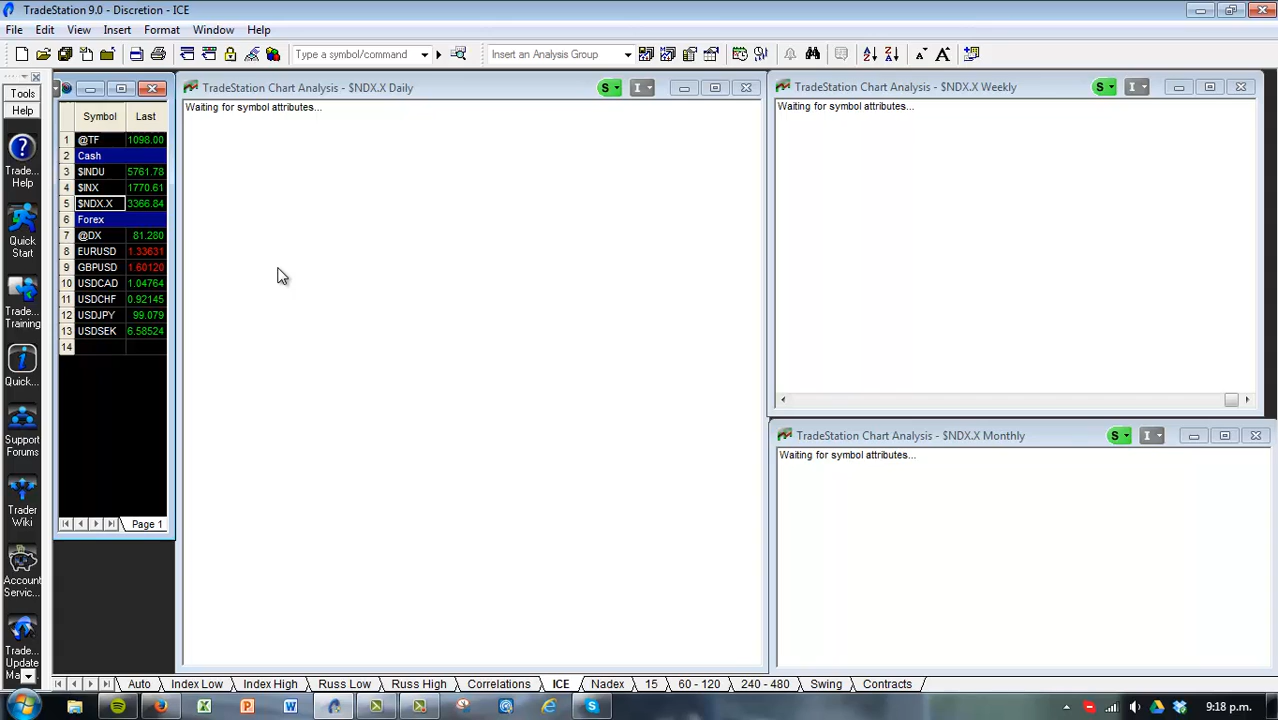 TradeStation 9.0 - Discretion - ICE
File Edit View Insert Format Window Help
Type a symbol/command
Insert an Analysis Group
Tools
Help
Trade...
Help
Quick
Start
Trade...
Training
Quick...
Support
Forums
Trader
Wiki
Account
Servic...
Trade...
Update
Ma...
Symbol Last
1 @TF 1098.00
2 Cash
3 $INDU 5761.78
4 $INX 1770.61
5 $NDX.X 3366.84
6 Forex
7 @DX 81.280
8 EURUSD 1.33631
9 GBPUSD 1.60120
10 USDCAD 1.04764
11 USDCHF 0.92145
12 USDJPY 99.079
13 USDSEK 6.58524
14
Page 1
TradeStation Chart Analysis - $NDX.X Daily
S I
Waiting for symbol attributes...
TradeStation Chart Analysis - $NDX.X Weekly
S I
Waiting for symbol attributes...
TradeStation Chart Analysis - $NDX.X Monthly
S I
Waiting for symbol attributes...
Auto Index Low Index High Russ Low Russ High Correlations ICE Nadex 15 60 - 120 240 - 480 Swing Contracts
9:18 p.m.